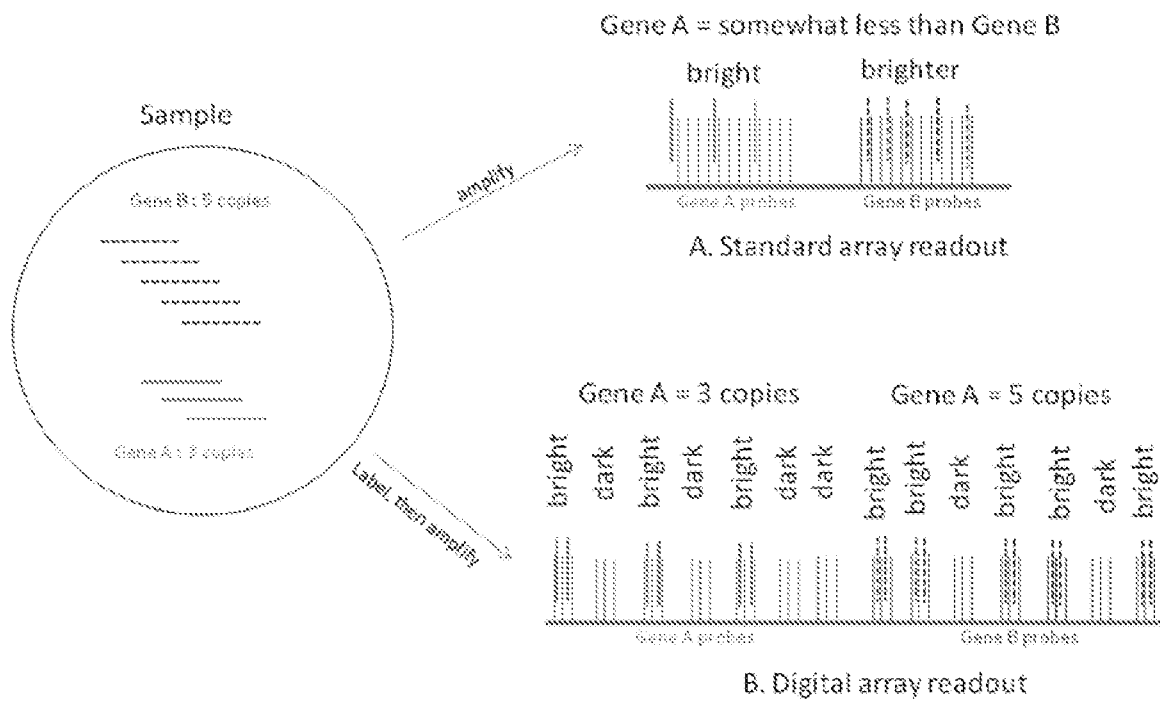 Gene A = somewhat less than Gene B
bright
brighter
Sample
amplify
Gene B: 5 copies
Gene A probes
Gene B probes
A. Standard array readout
Gene A = 3 copies
Gene A = 5 copies
Gene A: 3 copies
Label, then amplify
bright
dark
bright
dark
bright
dark
dark
bright
bright
dark
bright
bright
dark
bright
Gene A probes
Gene B probes
B. Digital array readout